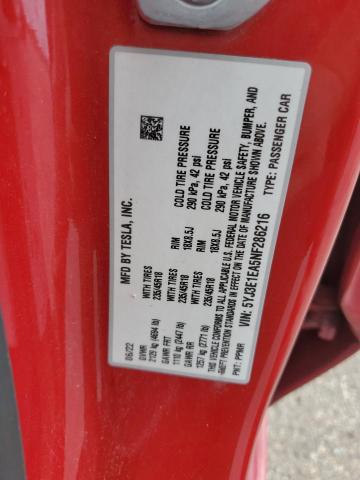 MFD BY TESLA, INC.
06/22
GVWR
2129 kg (4694 lb)
GAWR FRT WITH TIRES RIM COLD TIRE PRESSURE
1110 kg (2447 lb) 235/45R18 18X8.5J 290 kPa, 42 psi
GAWR RR WITH TIRES RIM COLD TIRE PRESSURE
1257 kg (2771 lb) 235/45R18 18X8.5J 290 kPa, 42 psi
THIS VEHICLE CONFORMS TO ALL APPLICABLE U.S. FEDERAL MOTOR VEHICLE SAFETY, BUMPER, AND
THEFT PREVENTION STANDARDS IN EFFECT ON THE DATE OF MANUFACTURE SHOWN ABOVE.
VIN: 5YJ3E1EA5NF286216 TYPE: PASSENGER CAR
PNT: PPMR